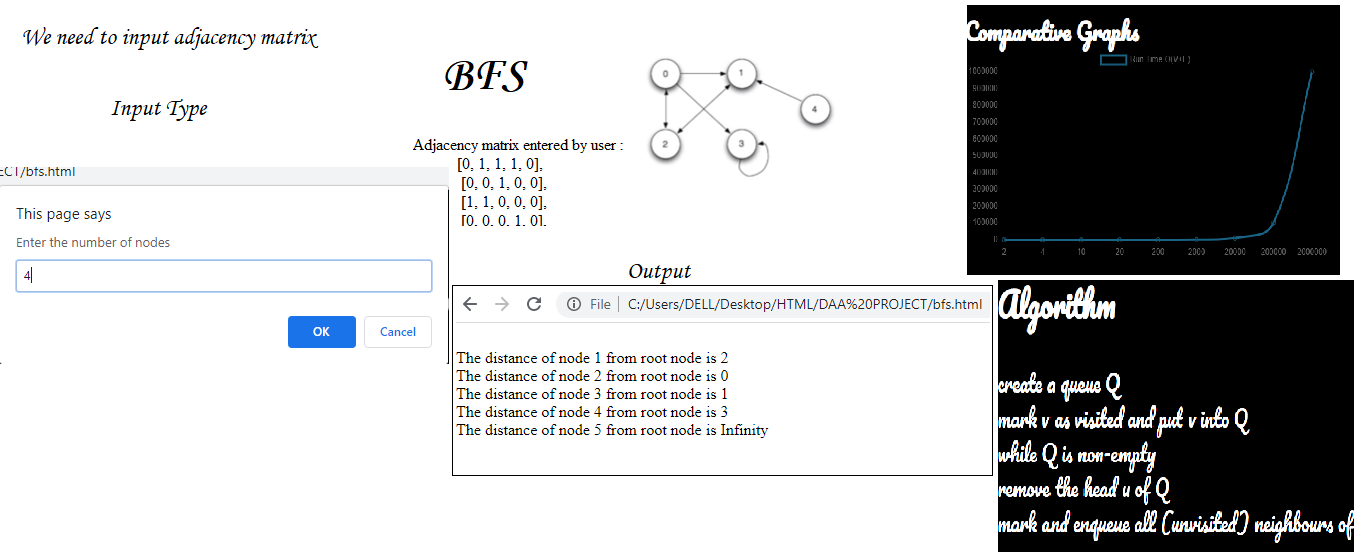 We need to input adjacency matrix
Input Type
ECT/bfs.html
This page says
Enter the number of nodes
4
OK
Cancel
BFS
0
1
4
2
3
Adjacency matrix entered by user :
[0, 1, 1, 1, 0],
[0, 0, 1, 0, 0],
[1, 1, 0, 0, 0],
[0, 0, 0, 1, 0],
Output
File | C:/Users/DELL/Desktop/HTML/DAA%20PROJECT/bfs.html
The distance of node 1 from root node is 2
The distance of node 2 from root node is 0
The distance of node 3 from root node is 1
The distance of node 4 from root node is 3
The distance of node 5 from root node is Infinity
Comparative Graphs
Run Time O(V+E)
1000000
900000
800000
700000
600000
500000
400000
300000
200000
100000
0
2 4 10 20 200 2000 20000 200000 2000000
Algorithm
create a queue Q
mark v as visited and put v into Q
while Q is non-empty
remove the head u of Q
mark and enqueue all (unvisited) neighbours of